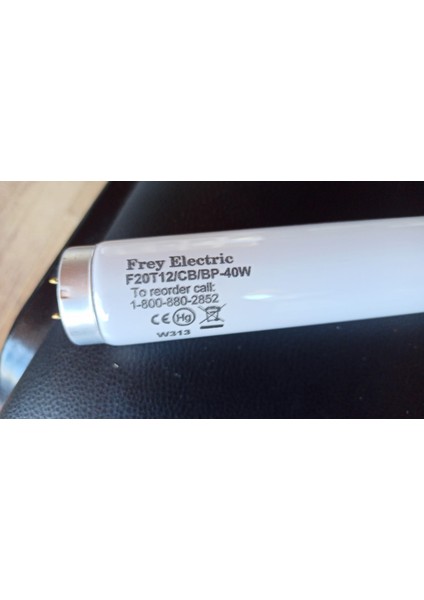 Frey Electric
F20T12/CB/BP-40W
To reorder call:
1-800-880-2852
CE Hg
W313